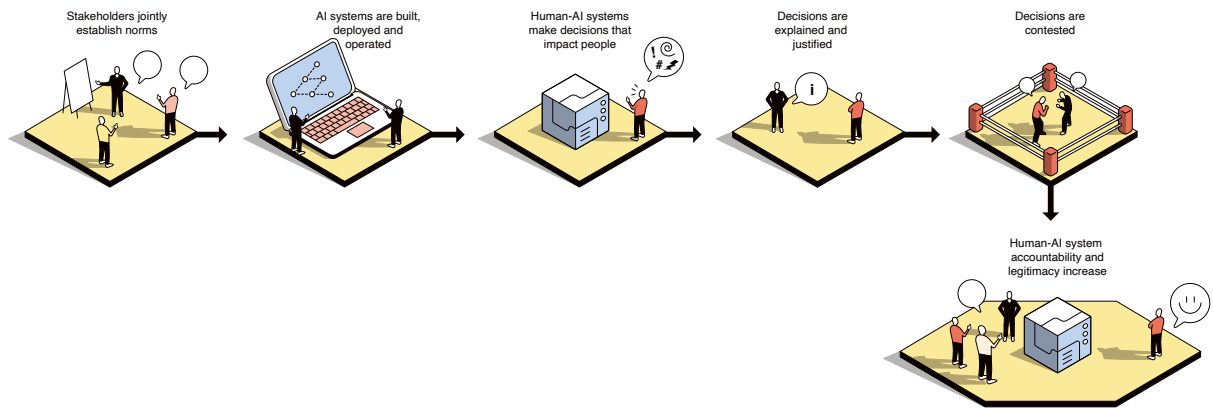 Stakeholders jointly
establish norms
AI systems are built,
deployed and
operated
Human-AI systems
make decisions that
impact people
! @
#
Decisions are
explained and
justified
i
Decisions are
contested
Human-AI system
accountability and
legitimacy increase